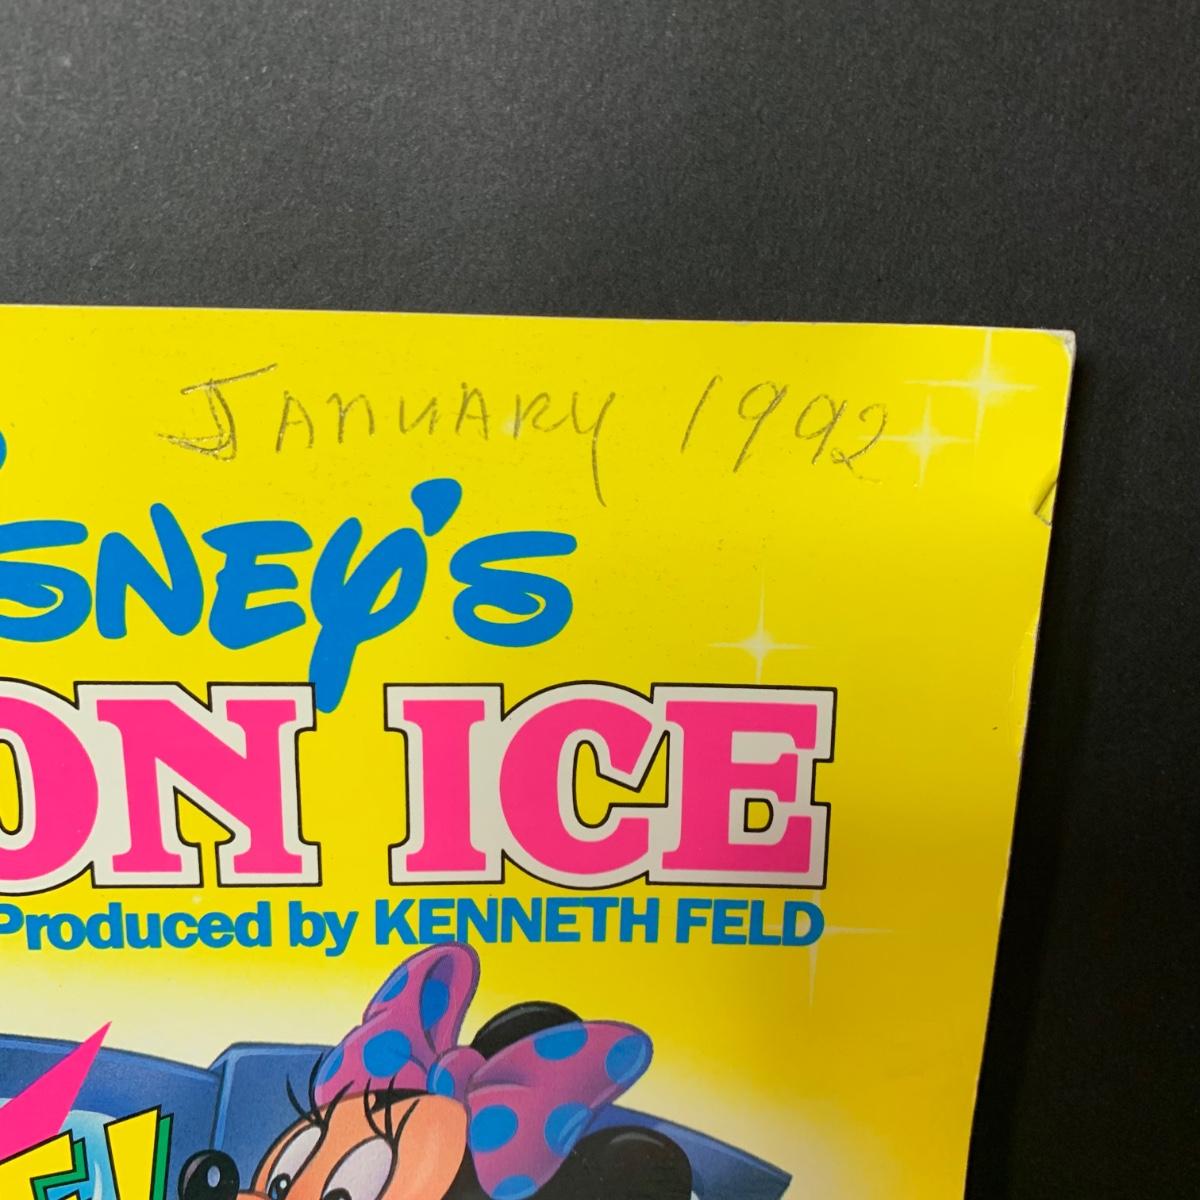 JANUARY 1992
SNEY'S
ON ICE
Produced by KENNETH FELD